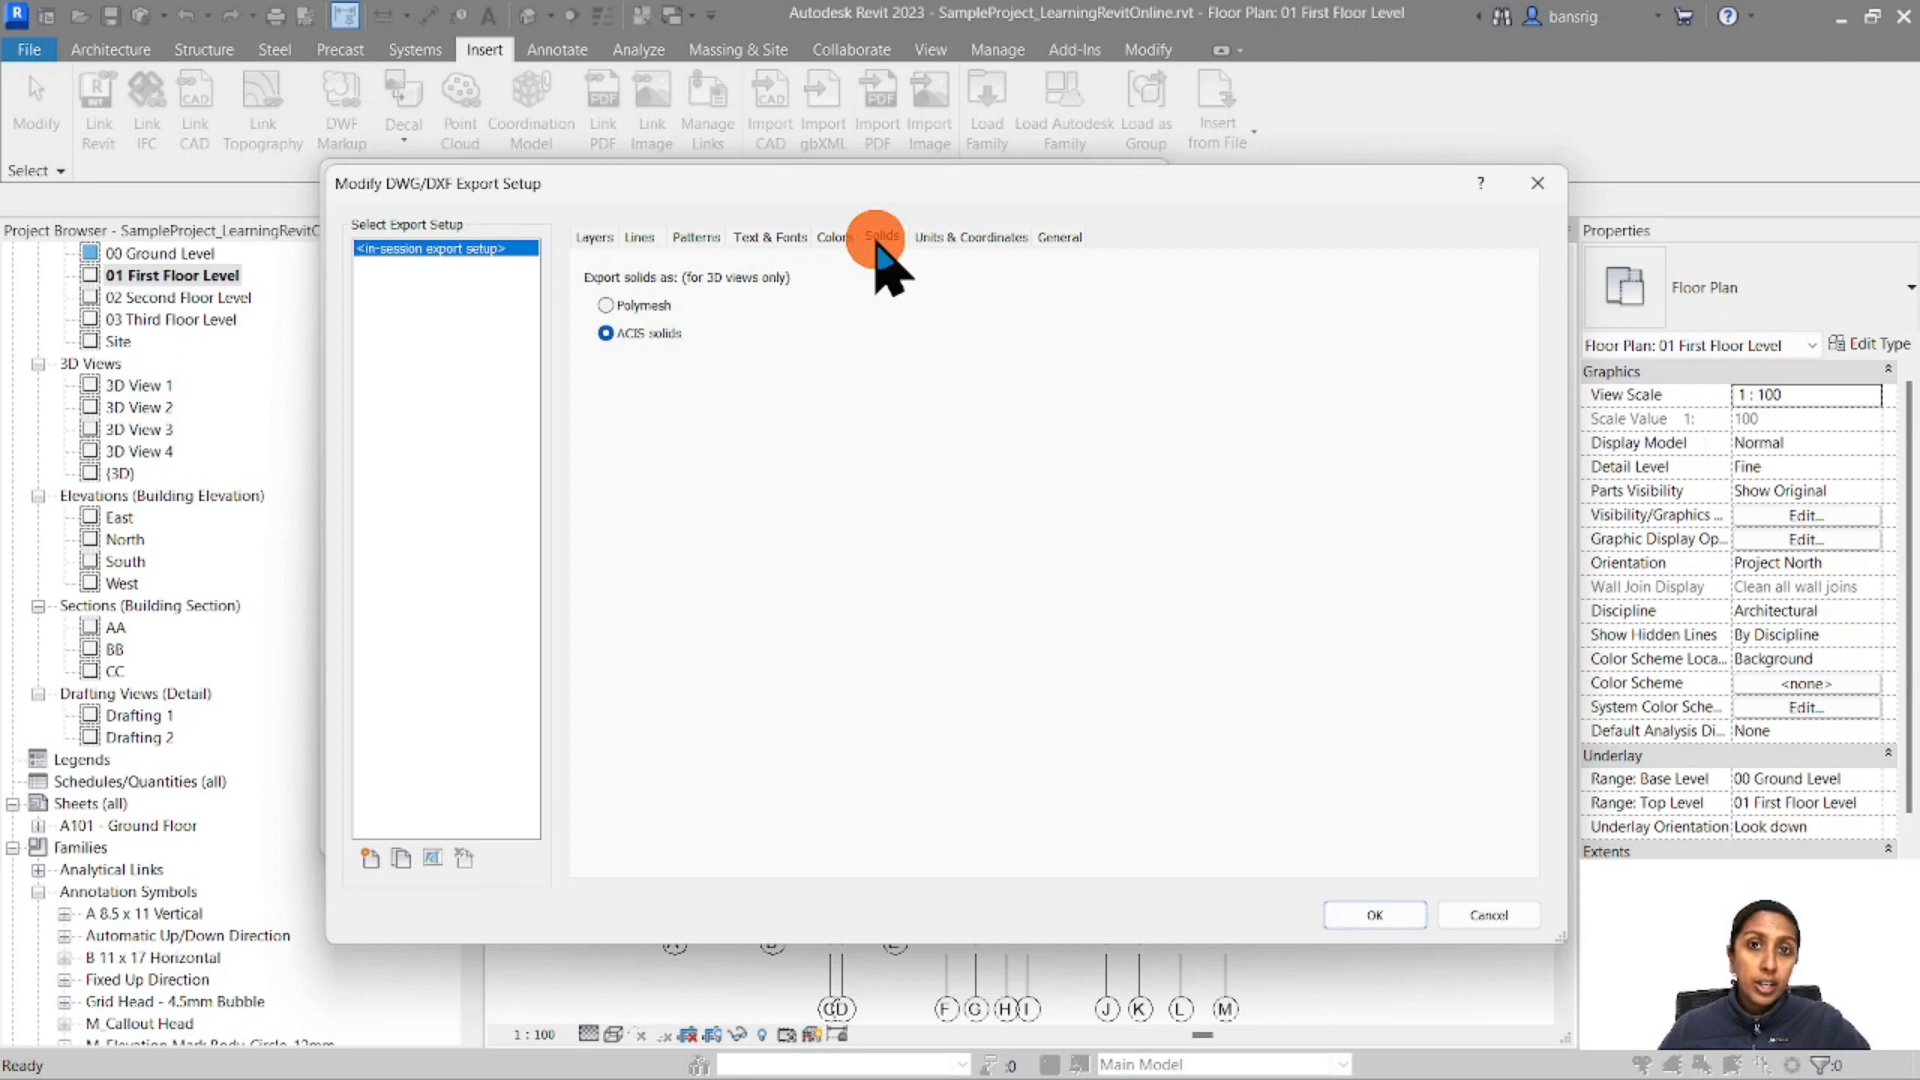 Autodesk Revit 2023 - SampleProject_LearningRevitOnline.rvt - Floor Plan: 01 First Floor Level
bansrig
File Architecture Structure Steel Precast Systems Insert Annotate Analyze Massing & Site Collaborate View Manage Add-Ins Modify
Modify
Link Revit
Link IFC
Link CAD
Link Topography
DWF Markup
Decal
Point Cloud
Coordination Model
Link PDF
Link Image
Manage Links
Import CAD
Import gbXML
Import PDF
Import Image
Load Family
Load Autodesk Family
Load as Group
Insert from File
Select
Modify DWG/DXF Export Setup
Select Export Setup
<in-session export setup>
Layers Lines Patterns Text & Fonts Colors Solids Units & Coordinates General
Export solids as: (for 3D views only)
Polymesh
ACIS solids
OK Cancel
Project Browser - SampleProject_LearningRevitO
00 Ground Level
01 First Floor Level
02 Second Floor Level
03 Third Floor Level
Site
3D Views
3D View 1
3D View 2
3D View 3
3D View 4
{3D}
Elevations (Building Elevation)
East
North
South
West
Sections (Building Section)
AA
BB
CC
Drafting Views (Detail)
Drafting 1
Drafting 2
Legends
Schedules/Quantities (all)
Sheets (all)
A101 - Ground Floor
Families
Analytical Links
Annotation Symbols
A 8.5 x 11 Vertical
Automatic Up/Down Direction
B 11 x 17 Horizontal
Fixed Up Direction
Grid Head - 4.5mm Bubble
M_Callout Head
M_Elevation Mark Body_Circle_12mm
Properties
Floor Plan
Floor Plan: 01 First Floor Level Edit Type
Graphics
View Scale 1 : 100
Scale Value 1: 100
Display Model Normal
Detail Level Fine
Parts Visibility Show Original
Visibility/Graphics ... Edit...
Graphic Display Op... Edit...
Orientation Project North
Wall Join Display Clean all wall joins
Discipline Architectural
Show Hidden Lines By Discipline
Color Scheme Loca... Background
Color Scheme <none>
System Color Sche... Edit...
Default Analysis Di... None
Underlay
Range: Base Level 00 Ground Level
Range: Top Level 01 First Floor Level
Underlay Orientation Look down
Extents
D F G H I J K L M
1 : 100
Ready
:0
Main Model
:0